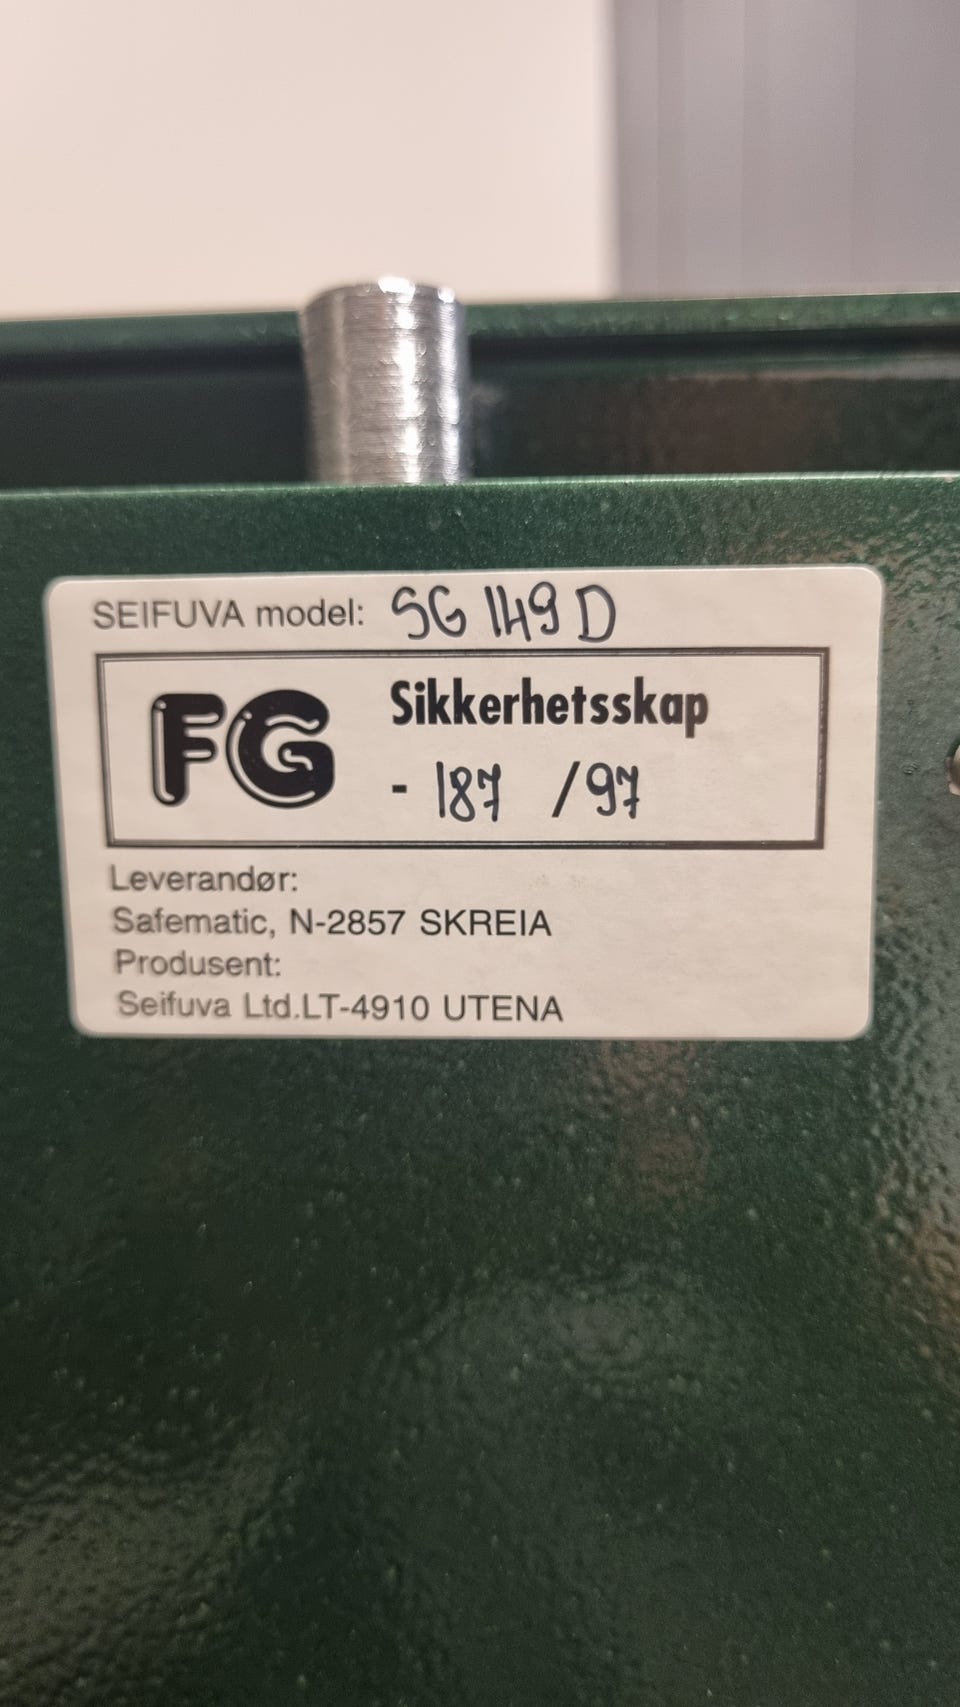 SEIFUVA model: SG 149 D
FG Sikkerhetsskap
- 187 /97
Leverandør:
Safematic, N-2857 SKREIA
Produsent:
Seifuva Ltd.LT-4910 UTENA